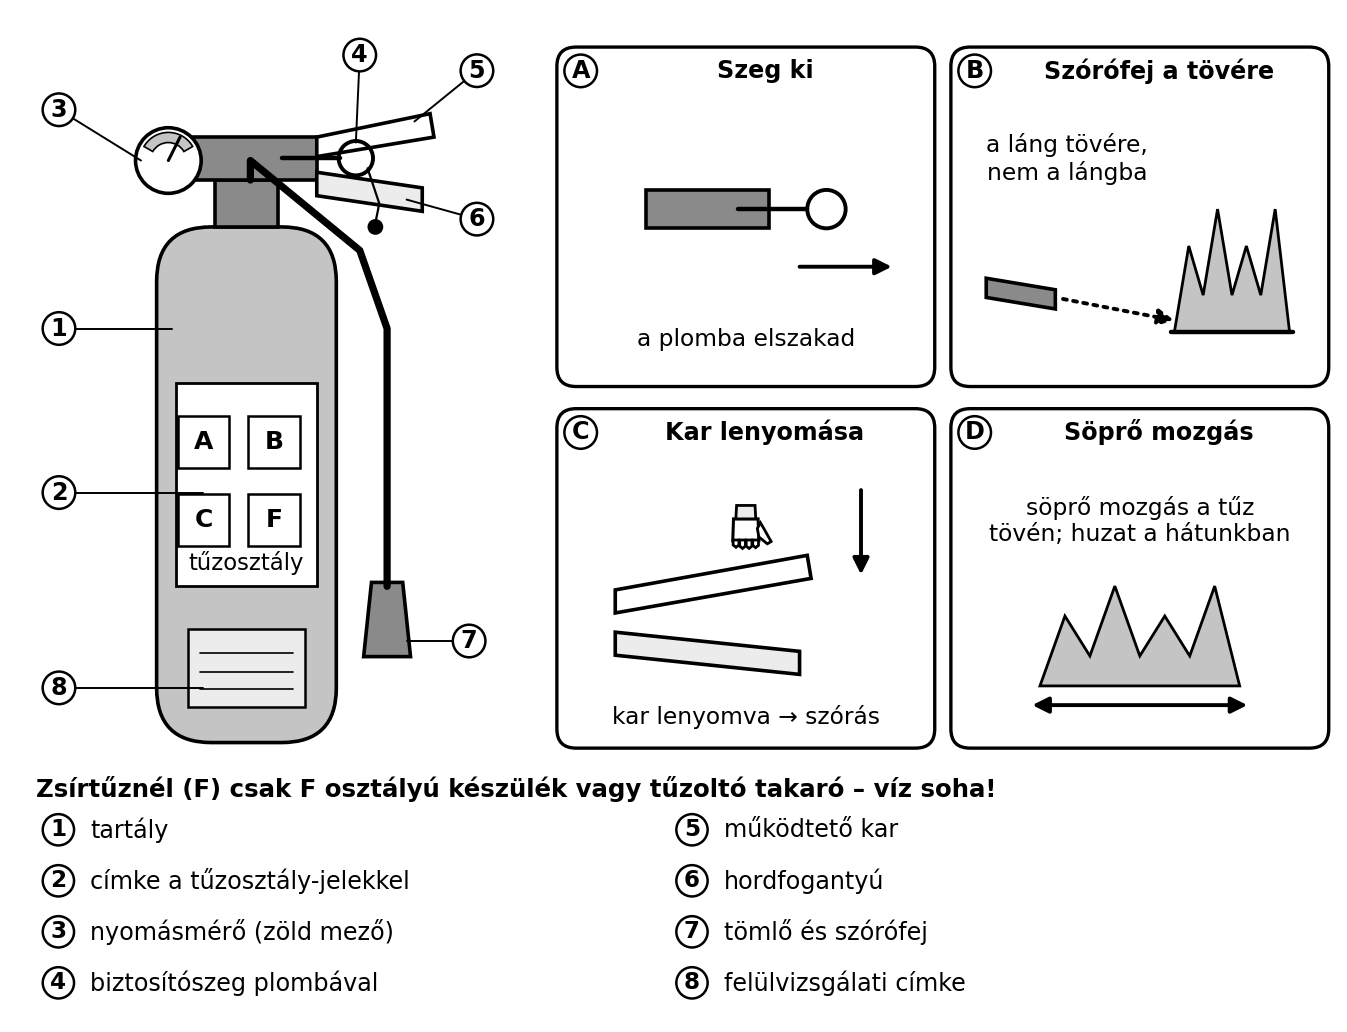 4
5
3
6
1
2
7
8
A B
C F
tűzosztály
A Szeg ki
a plomba elszakad
B Szórófej a tövére
a láng tövére,
nem a lángba
C Kar lenyomása
kar lenyomva → szórás
D Söprő mozgás
söprő mozgás a tűz
tövén; huzat a hátunkban
Zsírtűznél (F) csak F osztályú készülék vagy tűzoltó takaró – víz soha!
1 tartály
2 címke a tűzosztály-jelekkel
3 nyomásmérő (zöld mező)
4 biztosítószeg plombával
5 működtető kar
6 hordfogantyú
7 tömlő és szórófej
8 felülvizsgálati címke